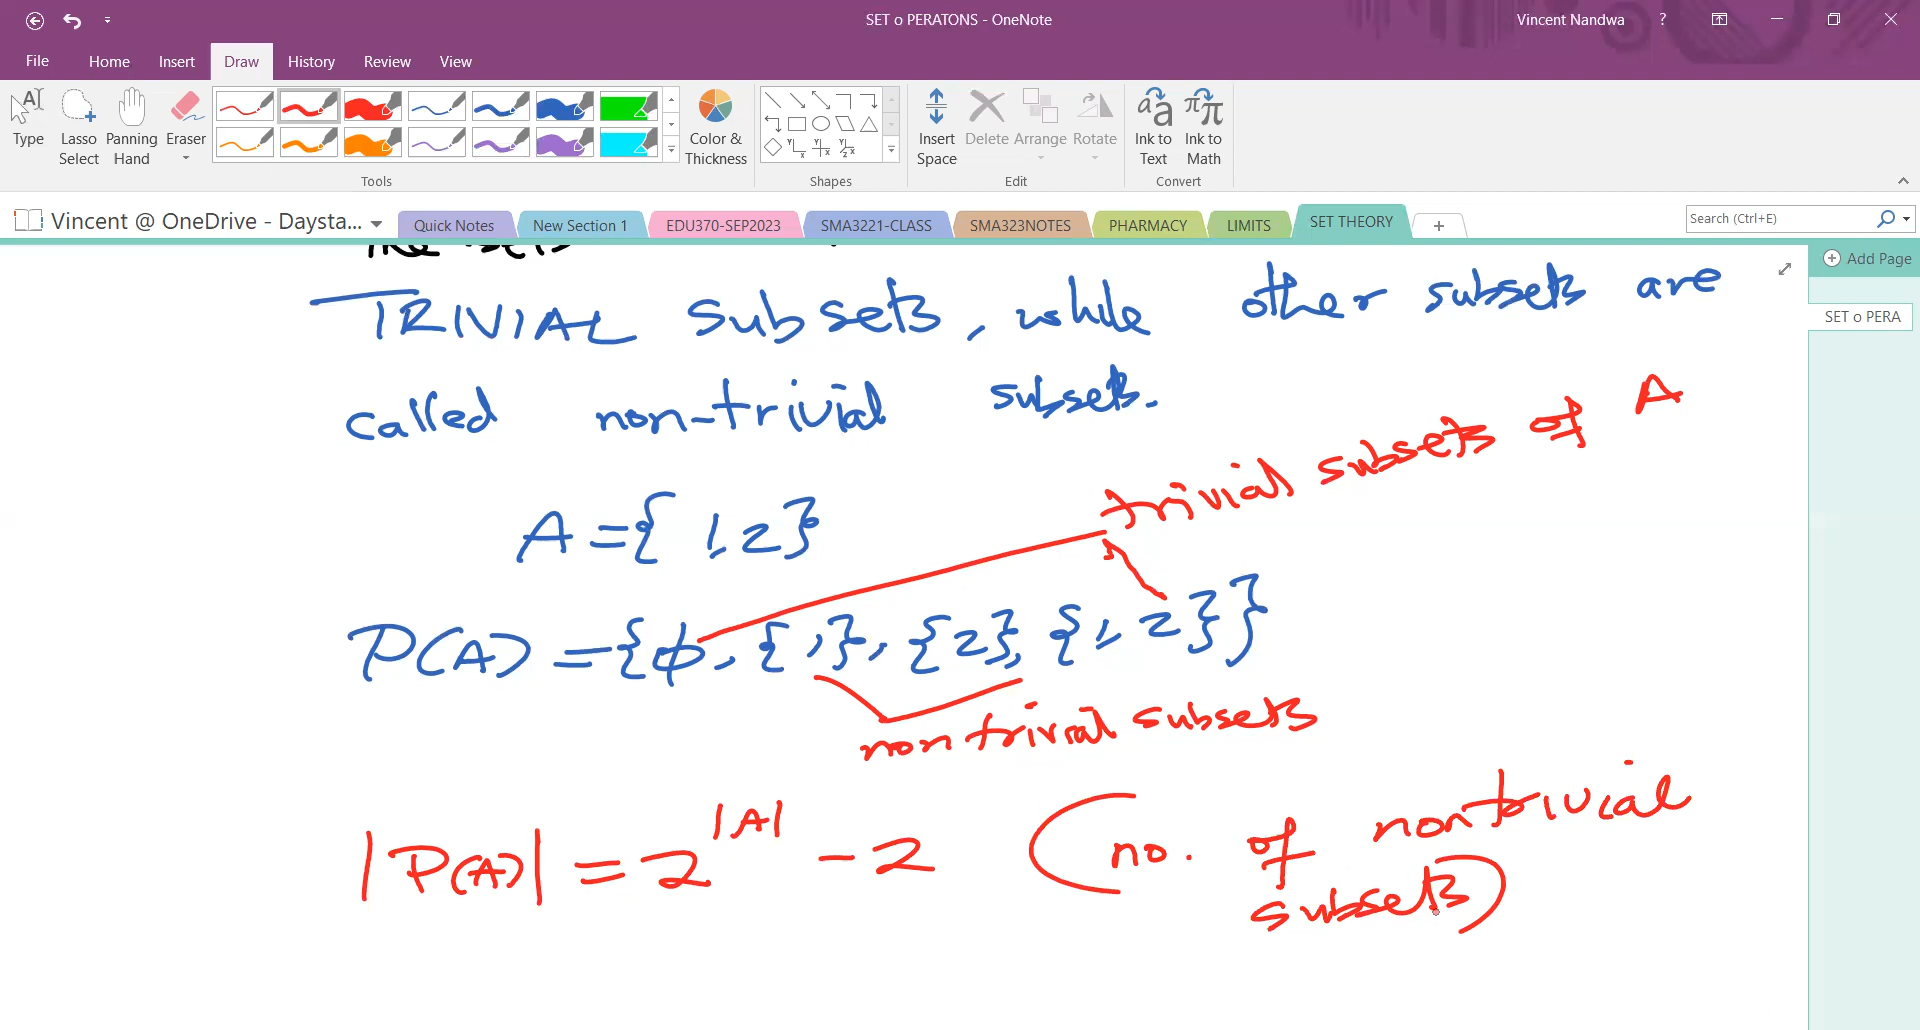 SET o PERATONS - OneNote
Vincent Nandwa
?
File Home Insert Draw History Review View
Type
Lasso Select
Panning Hand
Eraser
Color & Thickness
Insert Space
Delete
Arrange
Rotate
Ink to Text
Ink to Math
Tools
Shapes
Edit
Convert
Vincent @ OneDrive - Daysta...
Quick Notes
New Section 1
EDU370-SEP2023
SMA3221-CLASS
SMA323NOTES
PHARMACY
LIMITS
SET THEORY
+
Search (Ctrl+E)
Add Page
SET o PERA
TRIVIAL subsets, while other subsets are
called non-trivial subsets.
trivial subsets of A
A = { 1, 2 }
P(A) = {ϕ, {1}, {2}, {1, 2}}
non trivial subsets
|P(A)| = 2^|A| - 2 (no. of nontrivial
subsets)